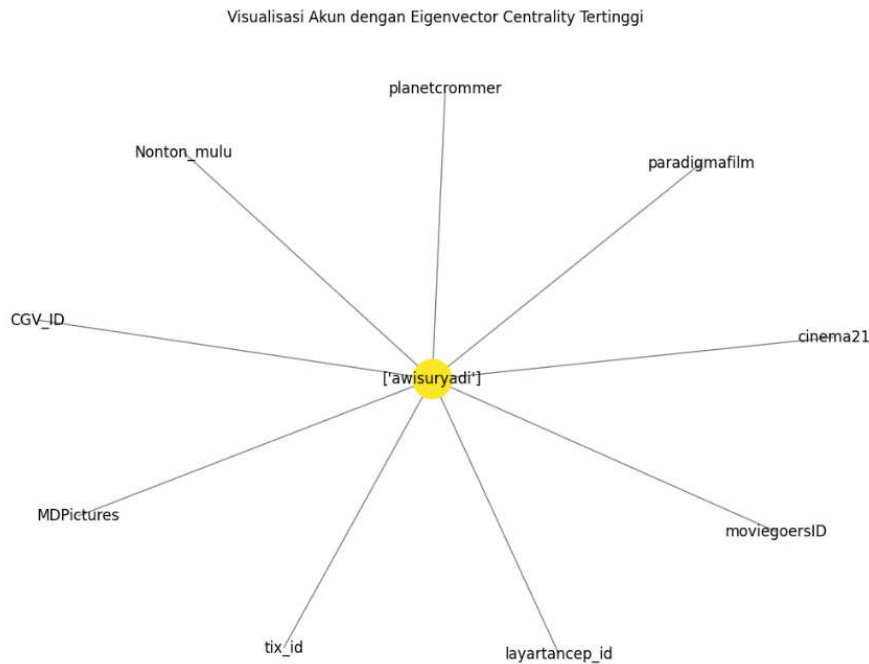 Visualisasi Akun dengan Eigenvector Centrality Tertinggi
planetcrommer
Nonton_mulu
paradigmafilm
CGV_ID
cinema21
['awisuryadi']
MDPictures
moviegoersID
tix_id
layartancep_id